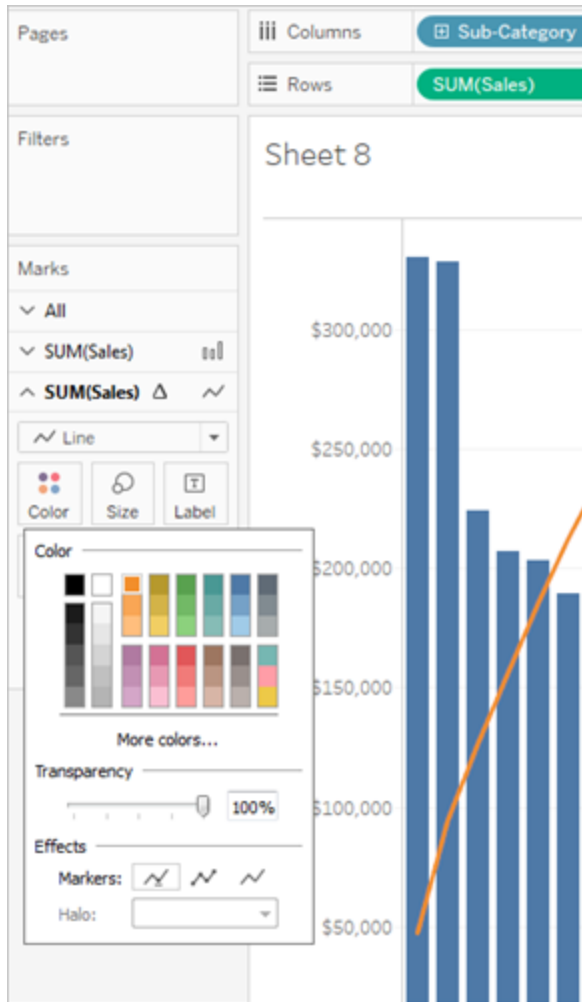 Pages
Columns
Sub-Category
Rows
SUM(Sales)
Filters
Sheet 8
Marks
All
SUM(Sales)
SUM(Sales) Δ
Line
Color
Size
Label
Color
More colors...
Transparency
100%
Effects
Markers:
Halo:
$300,000
$250,000
$200,000
$150,000
$100,000
$50,000